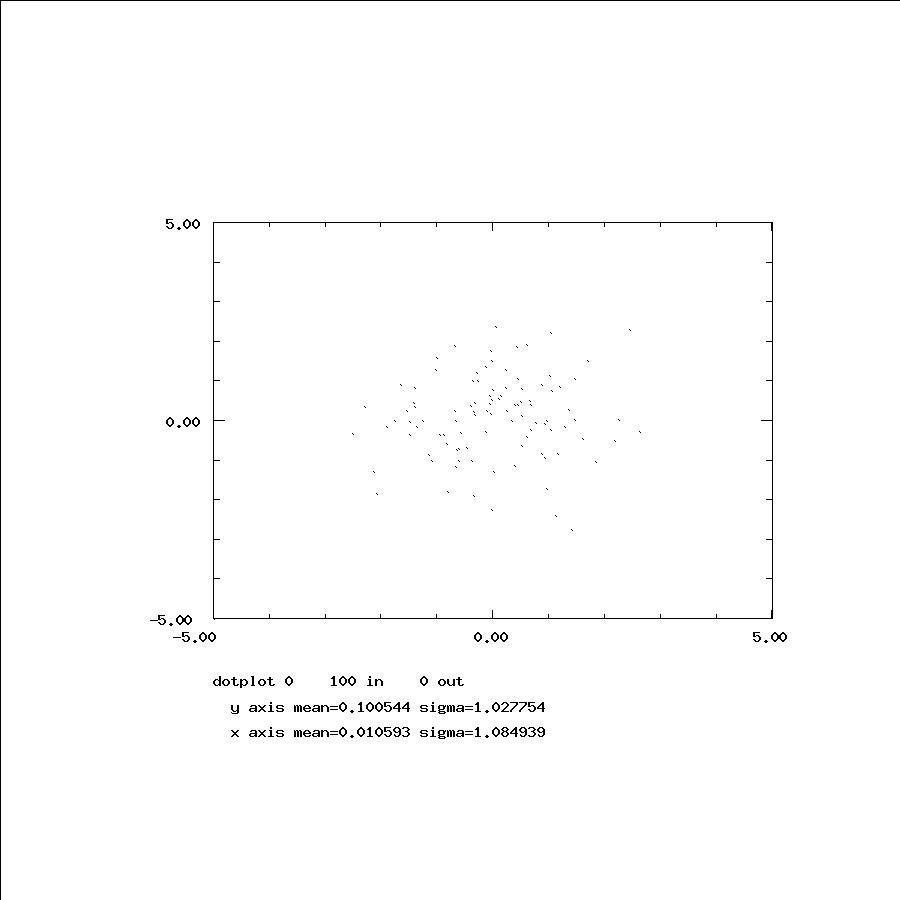 5.00
0.00
-5.00
-5.00 0.00 5.00
dotplot 0 100 in 0 out
y axis mean=0.100544 sigma=1.027754
x axis mean=0.010593 sigma=1.084939